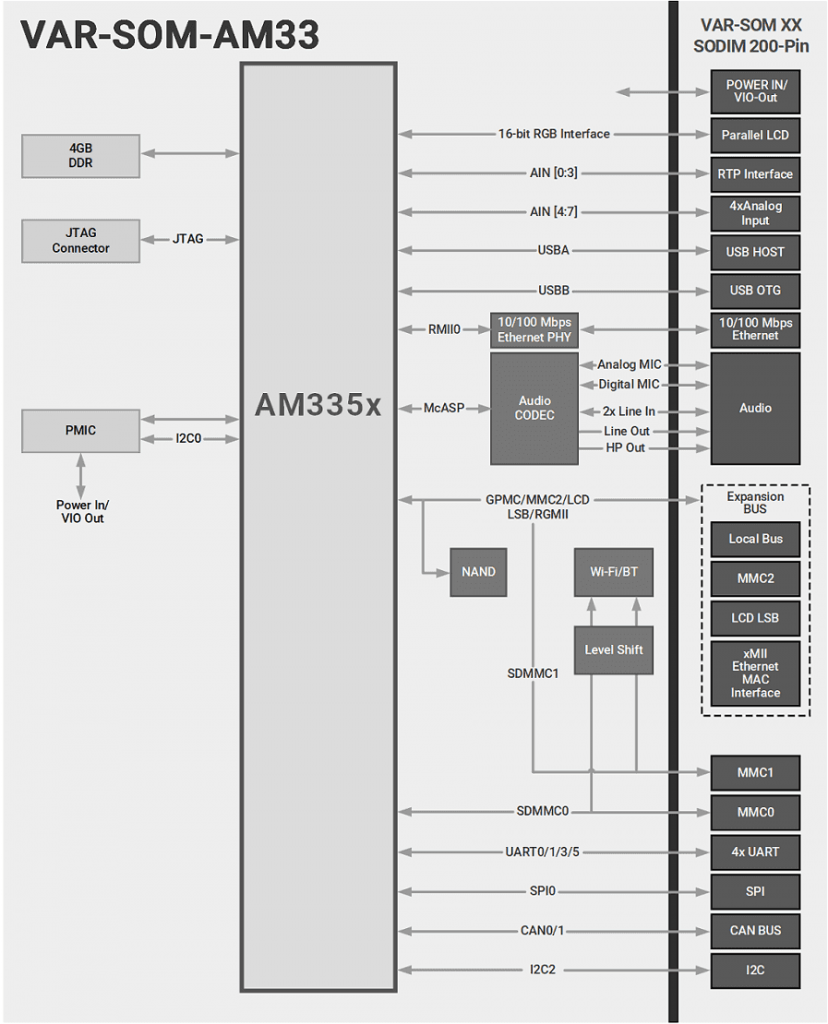 VAR-SOM-AM33
VAR-SOM XX
SODIM 200-Pin
POWER IN/
VIO-Out
4GB
DDR
16-bit RGB Interface
Parallel LCD
AIN [0:3]
RTP Interface
JTAG
Connector
JTAG
AIN [4:7]
4xAnalog
Input
USBA
USB HOST
USBB
USB OTG
RMII0
10/100 Mbps
Ethernet PHY
10/100 Mbps
Ethernet
AM335x
McASP
Audio
CODEC
Analog MIC
Digital MIC
2x Line In
Line Out
HP Out
Audio
PMIC
I2C0
Power In/
VIO Out
GPMC/MMC2/LCD
LSB/RGMII
Expansion
BUS
Local Bus
NAND
Wi-Fi/BT
MMC2
LCD LSB
Level Shift
xMII
Ethernet
MAC
Interface
SDMMC1
MMC1
SDMMC0
MMC0
UART0/1/3/5
4x UART
SPI0
SPI
CAN0/1
CAN BUS
I2C2
I2C